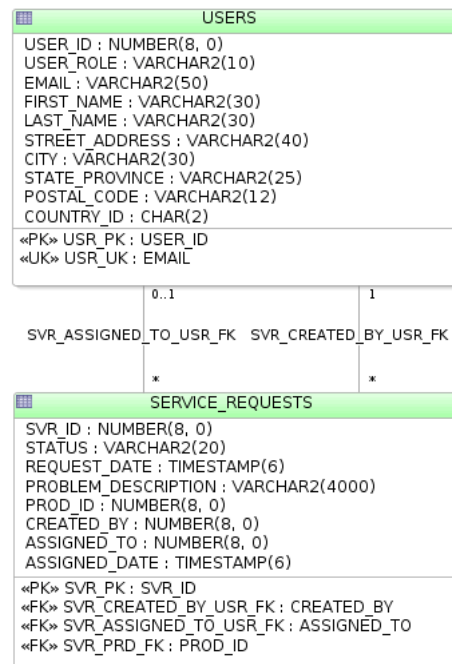 USERS
USER_ID : NUMBER(8, 0)
USER_ROLE : VARCHAR2(10)
EMAIL : VARCHAR2(50)
FIRST_NAME : VARCHAR2(30)
LAST_NAME : VARCHAR2(30)
STREET_ADDRESS : VARCHAR2(40)
CITY : VARCHAR2(30)
STATE_PROVINCE : VARCHAR2(25)
POSTAL_CODE : VARCHAR2(12)
COUNTRY_ID : CHAR(2)
«PK» USR_PK : USER_ID
«UK» USR_UK : EMAIL
0..1 1
SVR_ASSIGNED_TO_USR_FK SVR_CREATED_BY_USR_FK
* *
SERVICE_REQUESTS
SVR_ID : NUMBER(8, 0)
STATUS : VARCHAR2(20)
REQUEST_DATE : TIMESTAMP(6)
PROBLEM_DESCRIPTION : VARCHAR2(4000)
PROD_ID : NUMBER(8, 0)
CREATED_BY : NUMBER(8, 0)
ASSIGNED_TO : NUMBER(8, 0)
ASSIGNED_DATE : TIMESTAMP(6)
«PK» SVR_PK : SVR_ID
«FK» SVR_CREATED_BY_USR_FK : CREATED_BY
«FK» SVR_ASSIGNED_TO_USR_FK : ASSIGNED_TO
«FK» SVR_PRD_FK : PROD_ID